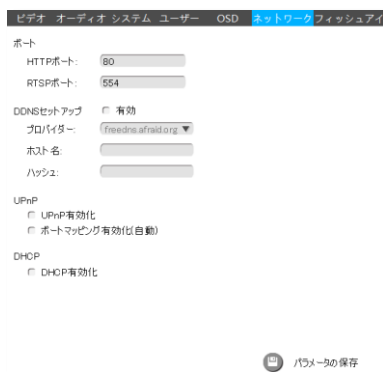 ビデオ オーディオ システム ユーザー OSD ネットワーク フィッシュアイ
ポート
HTTPポート: 80
RTSPポート: 554
DDNSセットアップ 有効
プロバイダー: freedns.afraid.org
ホスト名:
ハッシュ:
UPnP
UPnP有効化
ポートマッピング有効化(自動)
DHCP
DHCP有効化
パラメータの保存